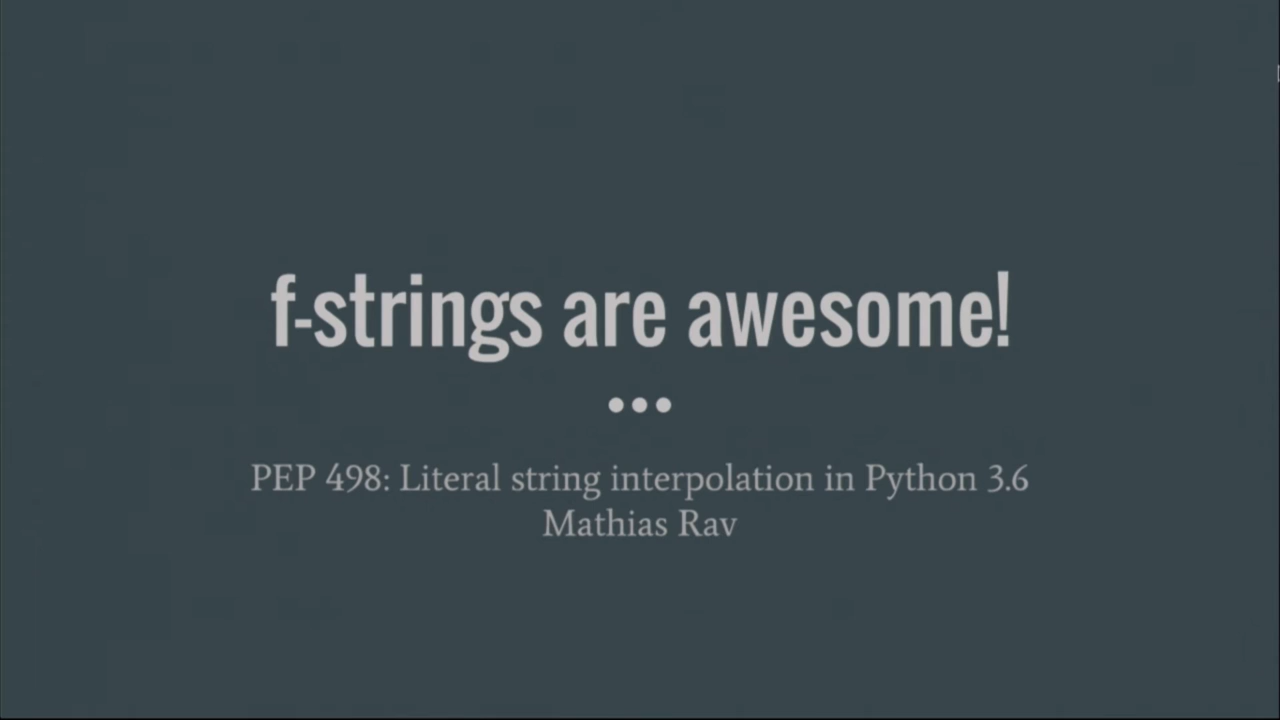 f-strings are awesome!
PEP 498: Literal string interpolation in Python 3.6
Mathias Rav